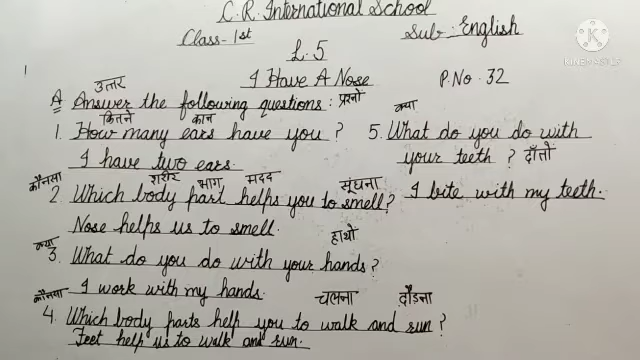 C.R. International School
Class-1st Sub: English
L.5
I Have A Nose P.No. 32
उत्तर
A Answer the following questions: प्रश्नो
कितने कान
1. How many ears have you?
I have two ears.
कौनसा शरीर भाग मदद सूंघना
2. Which body part helps you to smell?
Nose helps us to smell.
क्या हाथो
3. What do you do with your hands?
I work with my hands.
कौनसा चलना दौडना
4. Which body parts help you to walk and run?
Feet help us to walk and run.
क्या
5. What do you do with
your teeth? दाँतो
I bite with my teeth.
KINEMASTER